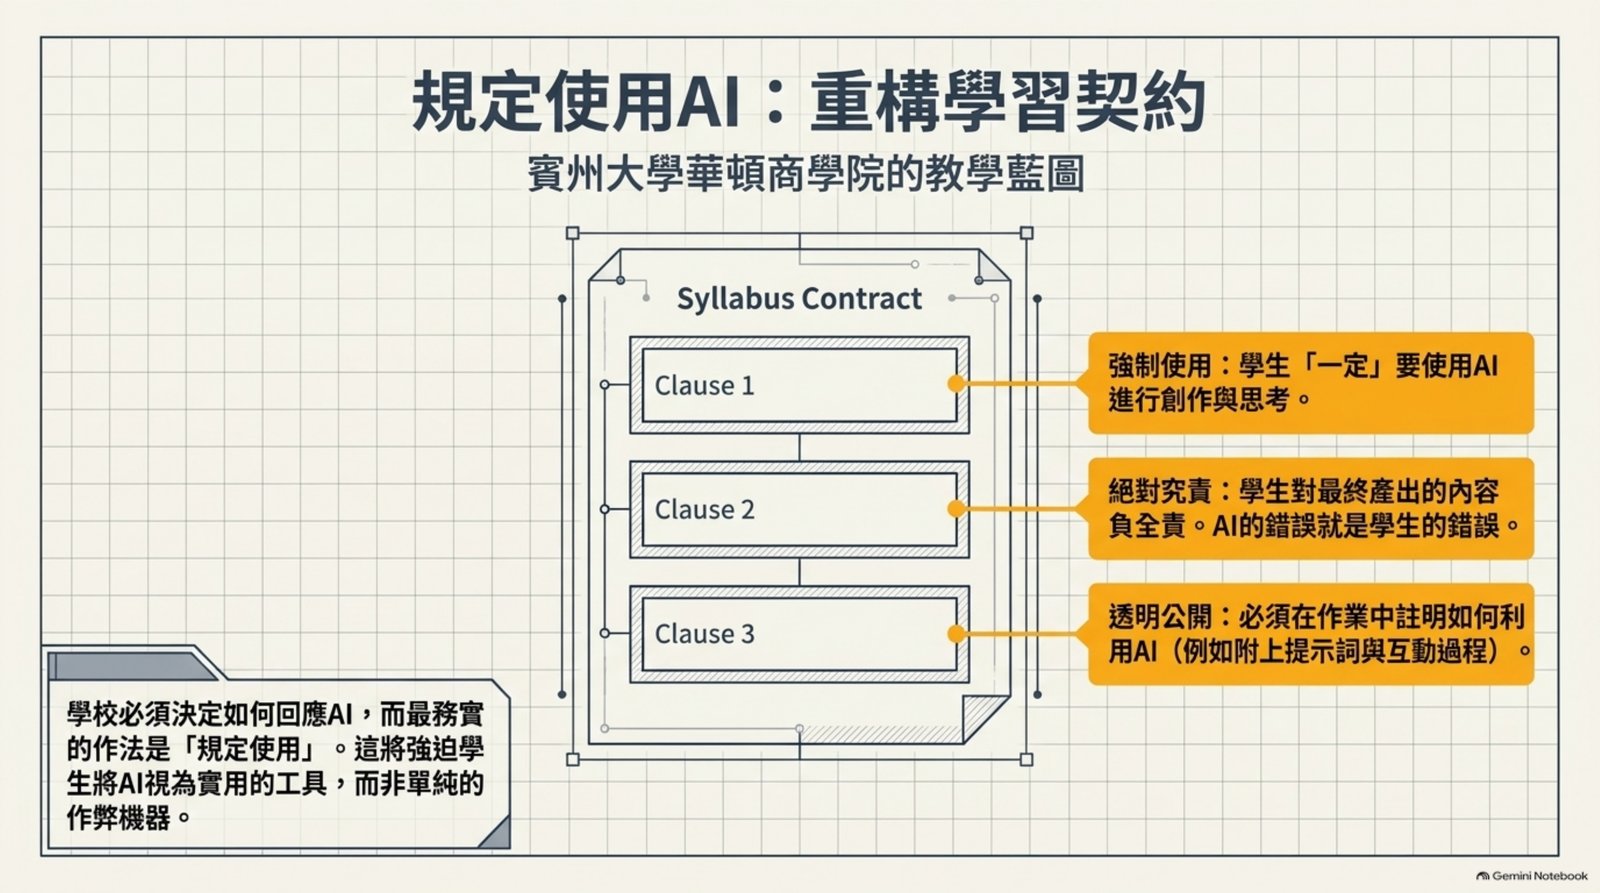 規定使用AI：重構學習契約
賓州大學華頓商學院的教學藍圖
Syllabus Contract
Clause 1
強制使用：學生「一定」要使用AI
進行創作與思考。
Clause 2
絕對究責：學生對最終產出的內容
負全責。AI的錯誤就是學生的錯誤。
Clause 3
透明公開：必須在作業中註明如何利
用AI（例如附上提示詞與互動過程）。
學校必須決定如何回應AI，而最務實
的作法是「規定使用」。這將強迫學
生將AI視為實用的工具，而非單純的
作弊機器。
Gemini Notebook